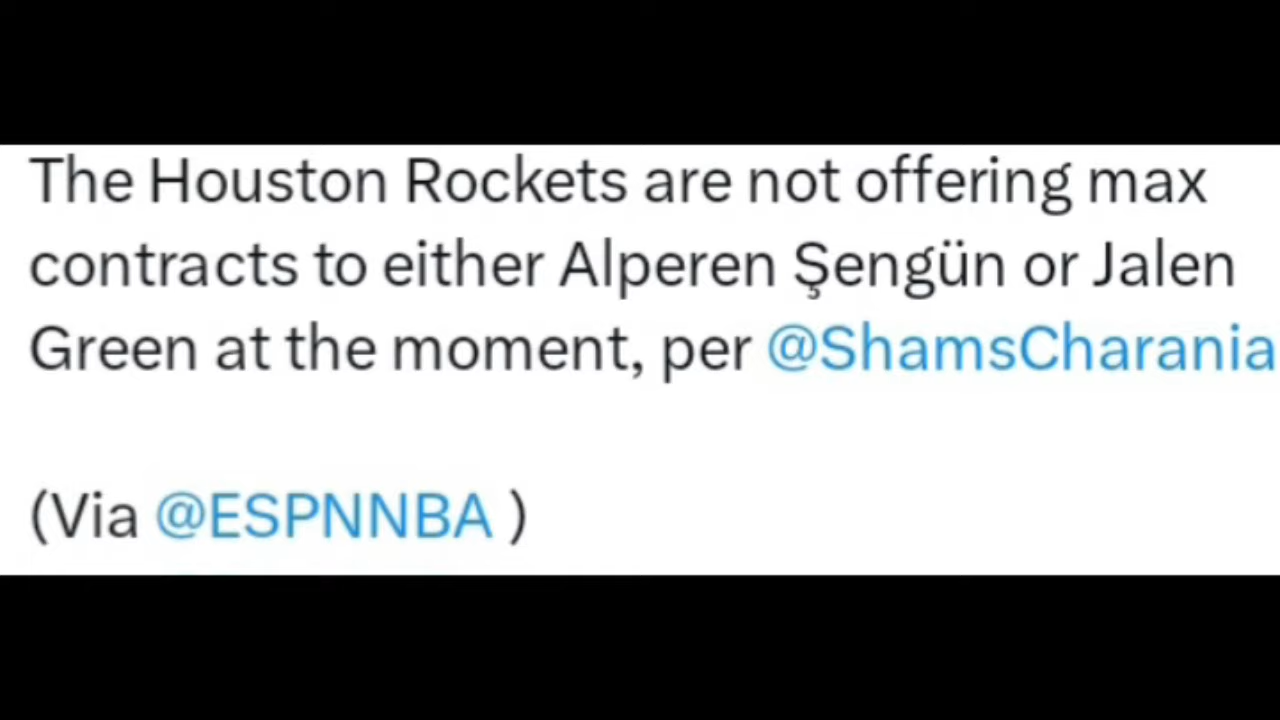 The Houston Rockets are not offering max
contracts to either Alperen Şengün or Jalen
Green at the moment, per @ShamsCharania
(Via @ESPNNBA )